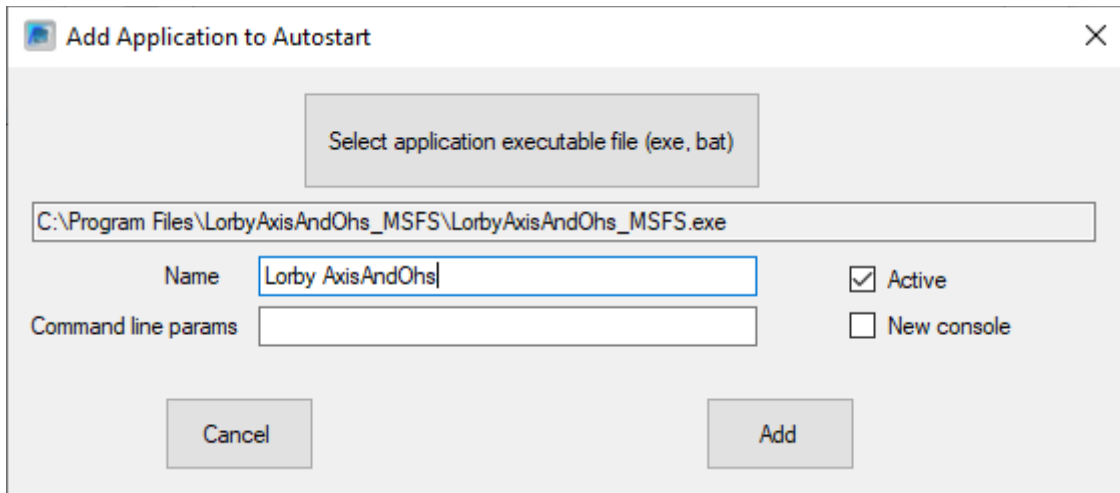 Add Application to Autostart
Select application executable file (exe, bat)
C:\Program Files\LorbyAxisAndOhs_MSFS\LorbyAxisAndOhs_MSFS.exe
Name Lorby AxisAndOhs Active
Command line params New console
Cancel Add